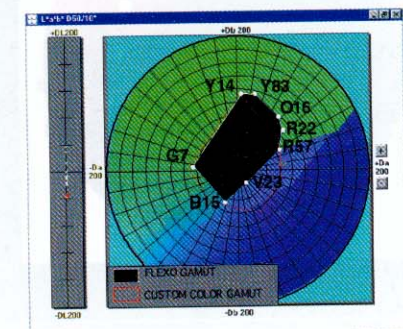 L*a*b* D50/10°
+DL200
+Db 200
Y14 Y83
O16
R22
R57
G7
V23
B15
-Da
200
+Da
200
FLEXO GAMUT
CUSTOM COLOR GAMUT
-DL200
-Db 200